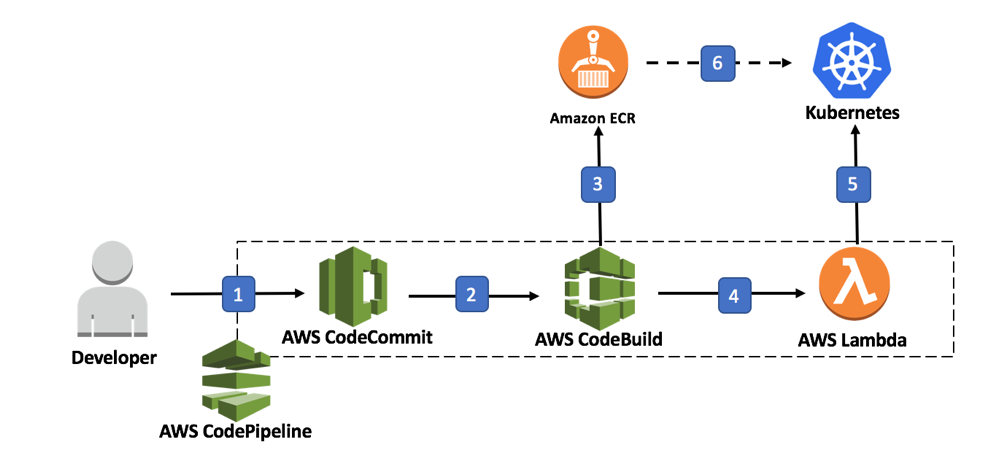 6
Amazon ECR
Kubernetes
3
5
1
2
4
AWS CodeCommit
AWS CodeBuild
AWS Lambda
Developer
AWS CodePipeline